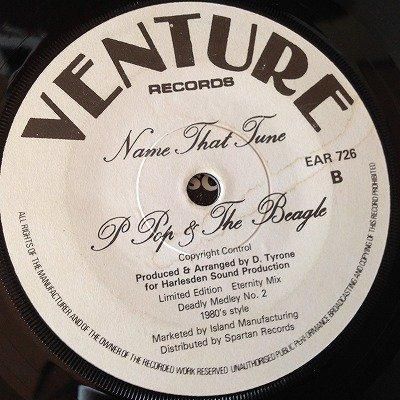 VENTURE
RECORDS
Name That Tune
EAR 726
B
P Pop & The Beagle
Copyright Control
Produced & Arranged by D. Tyrone
for Harlesden Sound Production
Limited Edition Eternity Mix
Deadly Medley No. 2
1980's style
Marketed by Island Manufacturing
Distributed by Spartan Records
ALL RIGHTS OF THE MANUFACTURER AND OF THE OWNER OF THE RECORDED WORK RESERVED UNAUTHORISED PUBLIC PERFORMANCE BROADCASTING AND COPYING OF THIS RECORD PROHIBITED